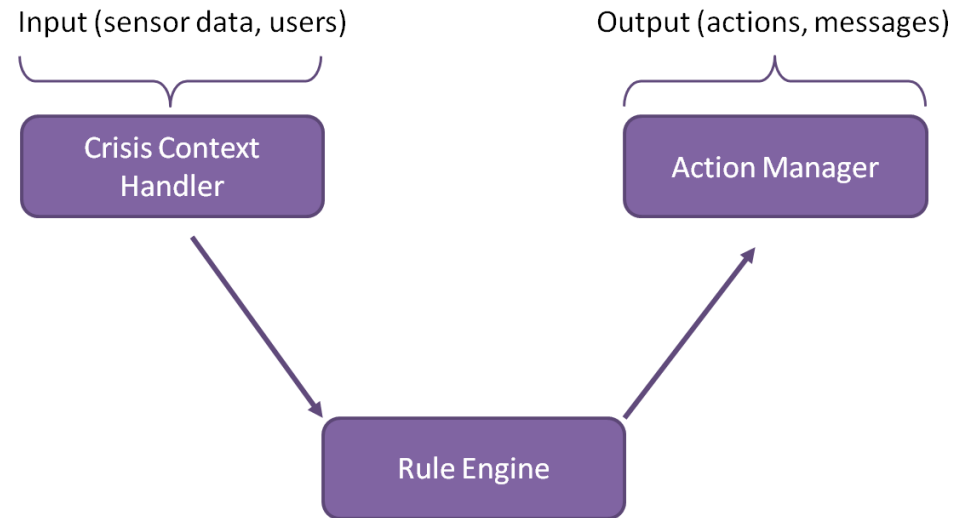 Input (sensor data, users)
Output (actions, messages)
Crisis Context
Handler
Action Manager
Rule Engine